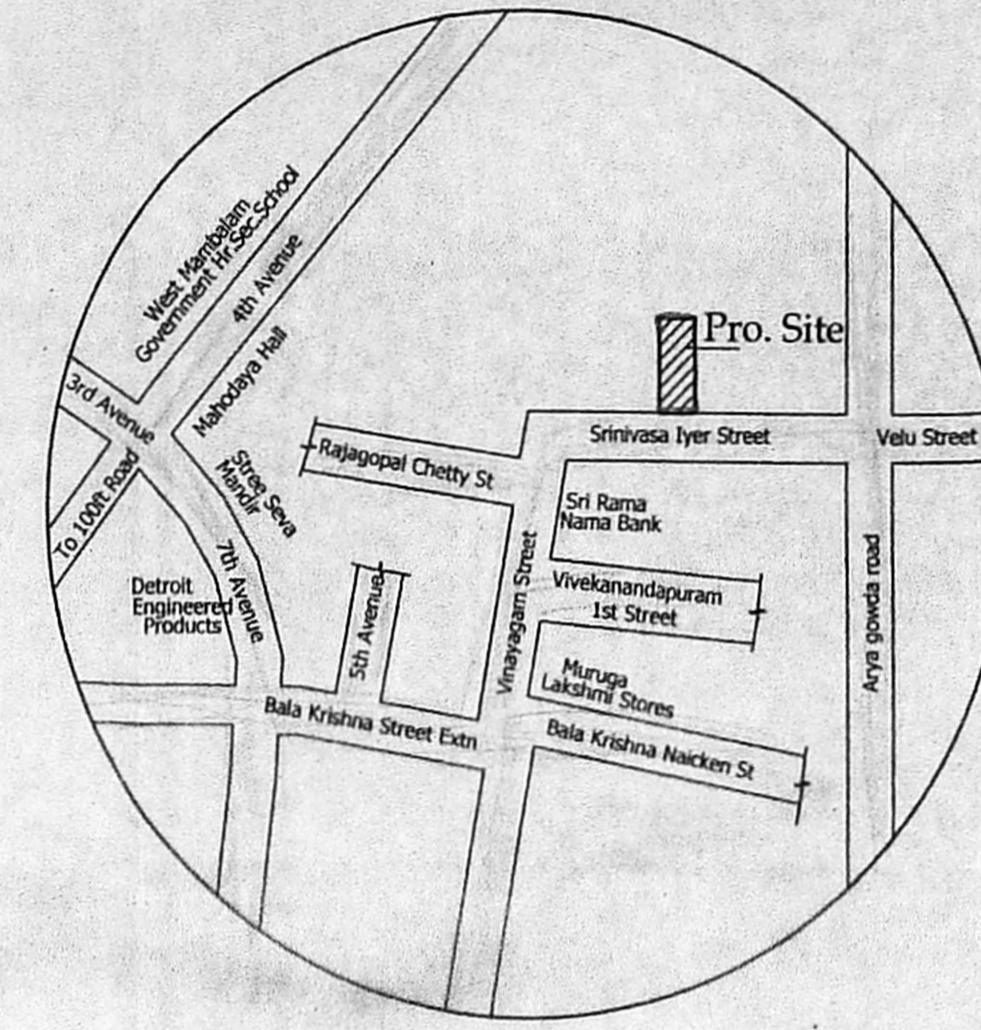 West Mambalam
Government Hr.Sec.School
4th Avenue
Mahodaya Hall
3rd Avenue
To 100ft Road
Stree Seva
Mandir
7th Avenue
Detroit
Engineered
Products
Rajagopal Chetty St
5th Avenue
Pro. Site
Srinivasa Iyer Street
Velu Street
Sri Rama
Nama Bank
Vinayagam Street
Vivekanandapuram
1st Street
Arya gowda road
Muruga
Lakshmi Stores
Bala Krishna Street Extn
Bala Krishna Naicken St